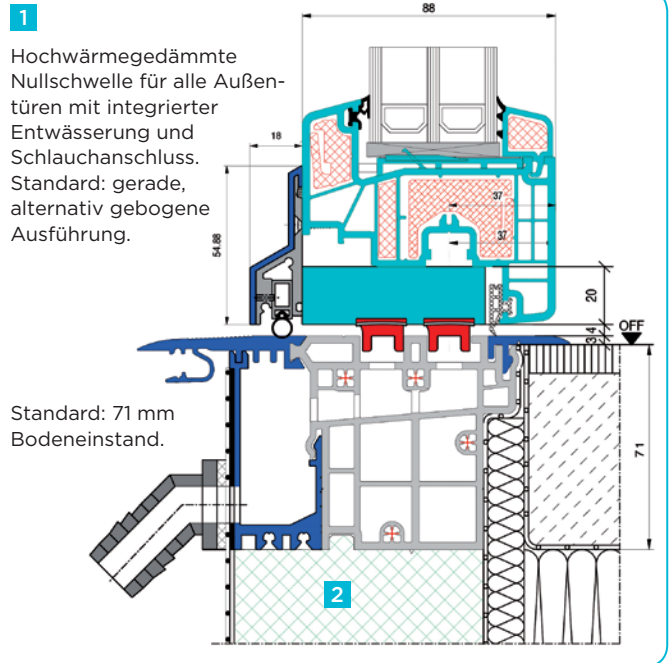 1
88
Hochwärmegedämmte
Nullschwelle für alle Außen-
türen mit integrierter
Entwässerung und
Schlauchanschluss.
Standard: gerade,
alternativ gebogene
Ausführung.
18
54.88
37
37
20
4
3
OFF
Standard: 71 mm
Bodeneinstand.
71
2